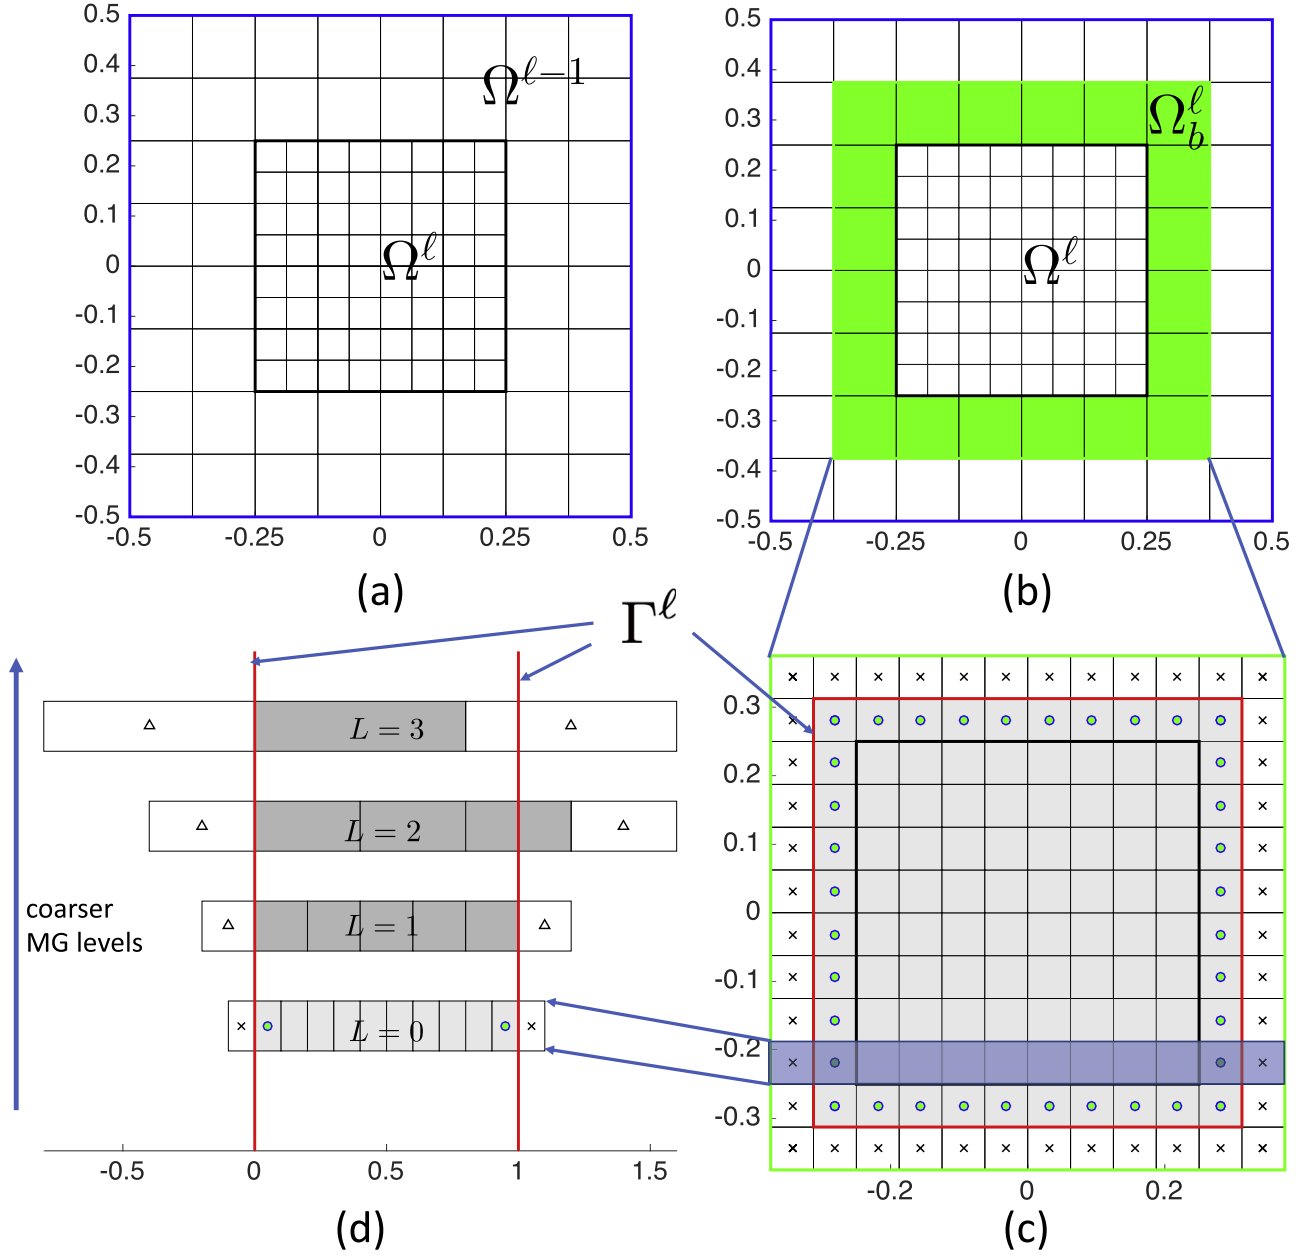 0.5
0.4
0.3
0.2
0.1
0
-0.1
-0.2
-0.3
-0.4
-0.5
-0.5 -0.25 0 0.25 0.5
Ωℓ−1
Ωℓ
(a)
0.5
0.4
0.3
0.2
0.1
0
-0.1
-0.2
-0.3
-0.4
-0.5
-0.5 -0.25 0 0.25 0.5
Ωℓb
Ωℓ
(b)
Γℓ
L = 3
L = 2
L = 1
L = 0
coarser
MG levels
-0.5 0 0.5 1 1.5
(d)
0.3
0.2
0.1
0
-0.1
-0.2
-0.3
-0.2 0 0.2
(c)